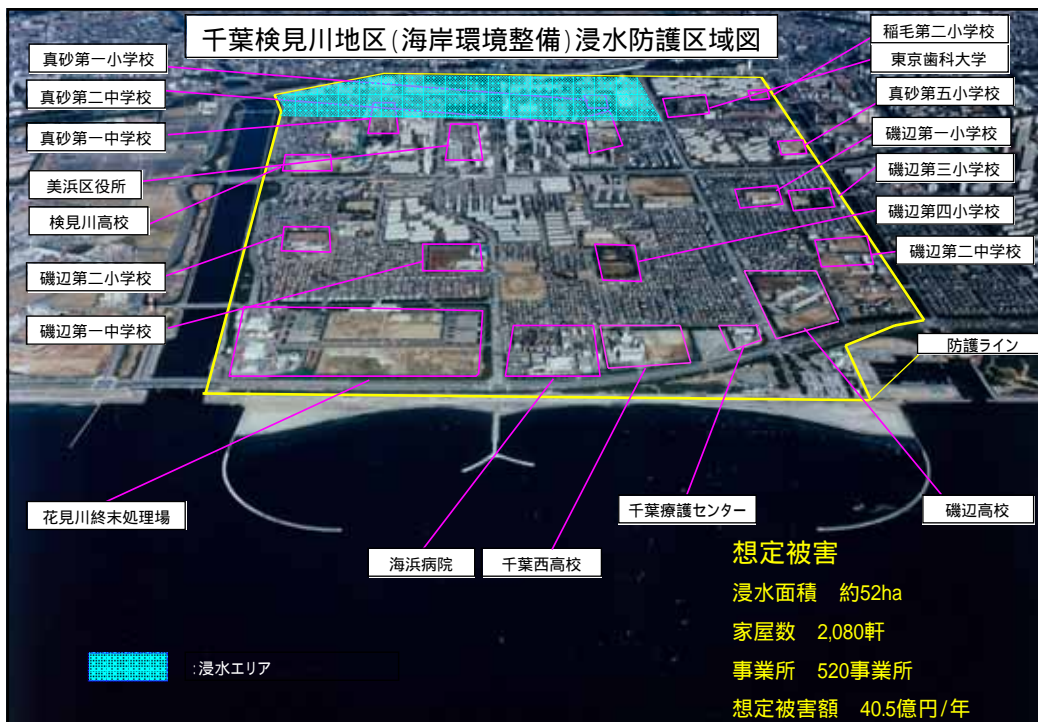 千葉検見川地区(海岸環境整備)浸水防護区域図
真砂第一小学校
真砂第二中学校
真砂第一中学校
美浜区役所
検見川高校
磯辺第二小学校
磯辺第一中学校
花見川終末処理場
稲毛第二小学校
東京歯科大学
真砂第五小学校
磯辺第一小学校
磯辺第三小学校
磯辺第四小学校
磯辺第二中学校
防護ライン
海浜病院
千葉西高校
千葉療護センター
磯辺高校
想定被害
浸水面積 約52ha
家屋数 2,080軒
事業所 520事業所
想定被害額 40.5億円/年
:浸水エリア